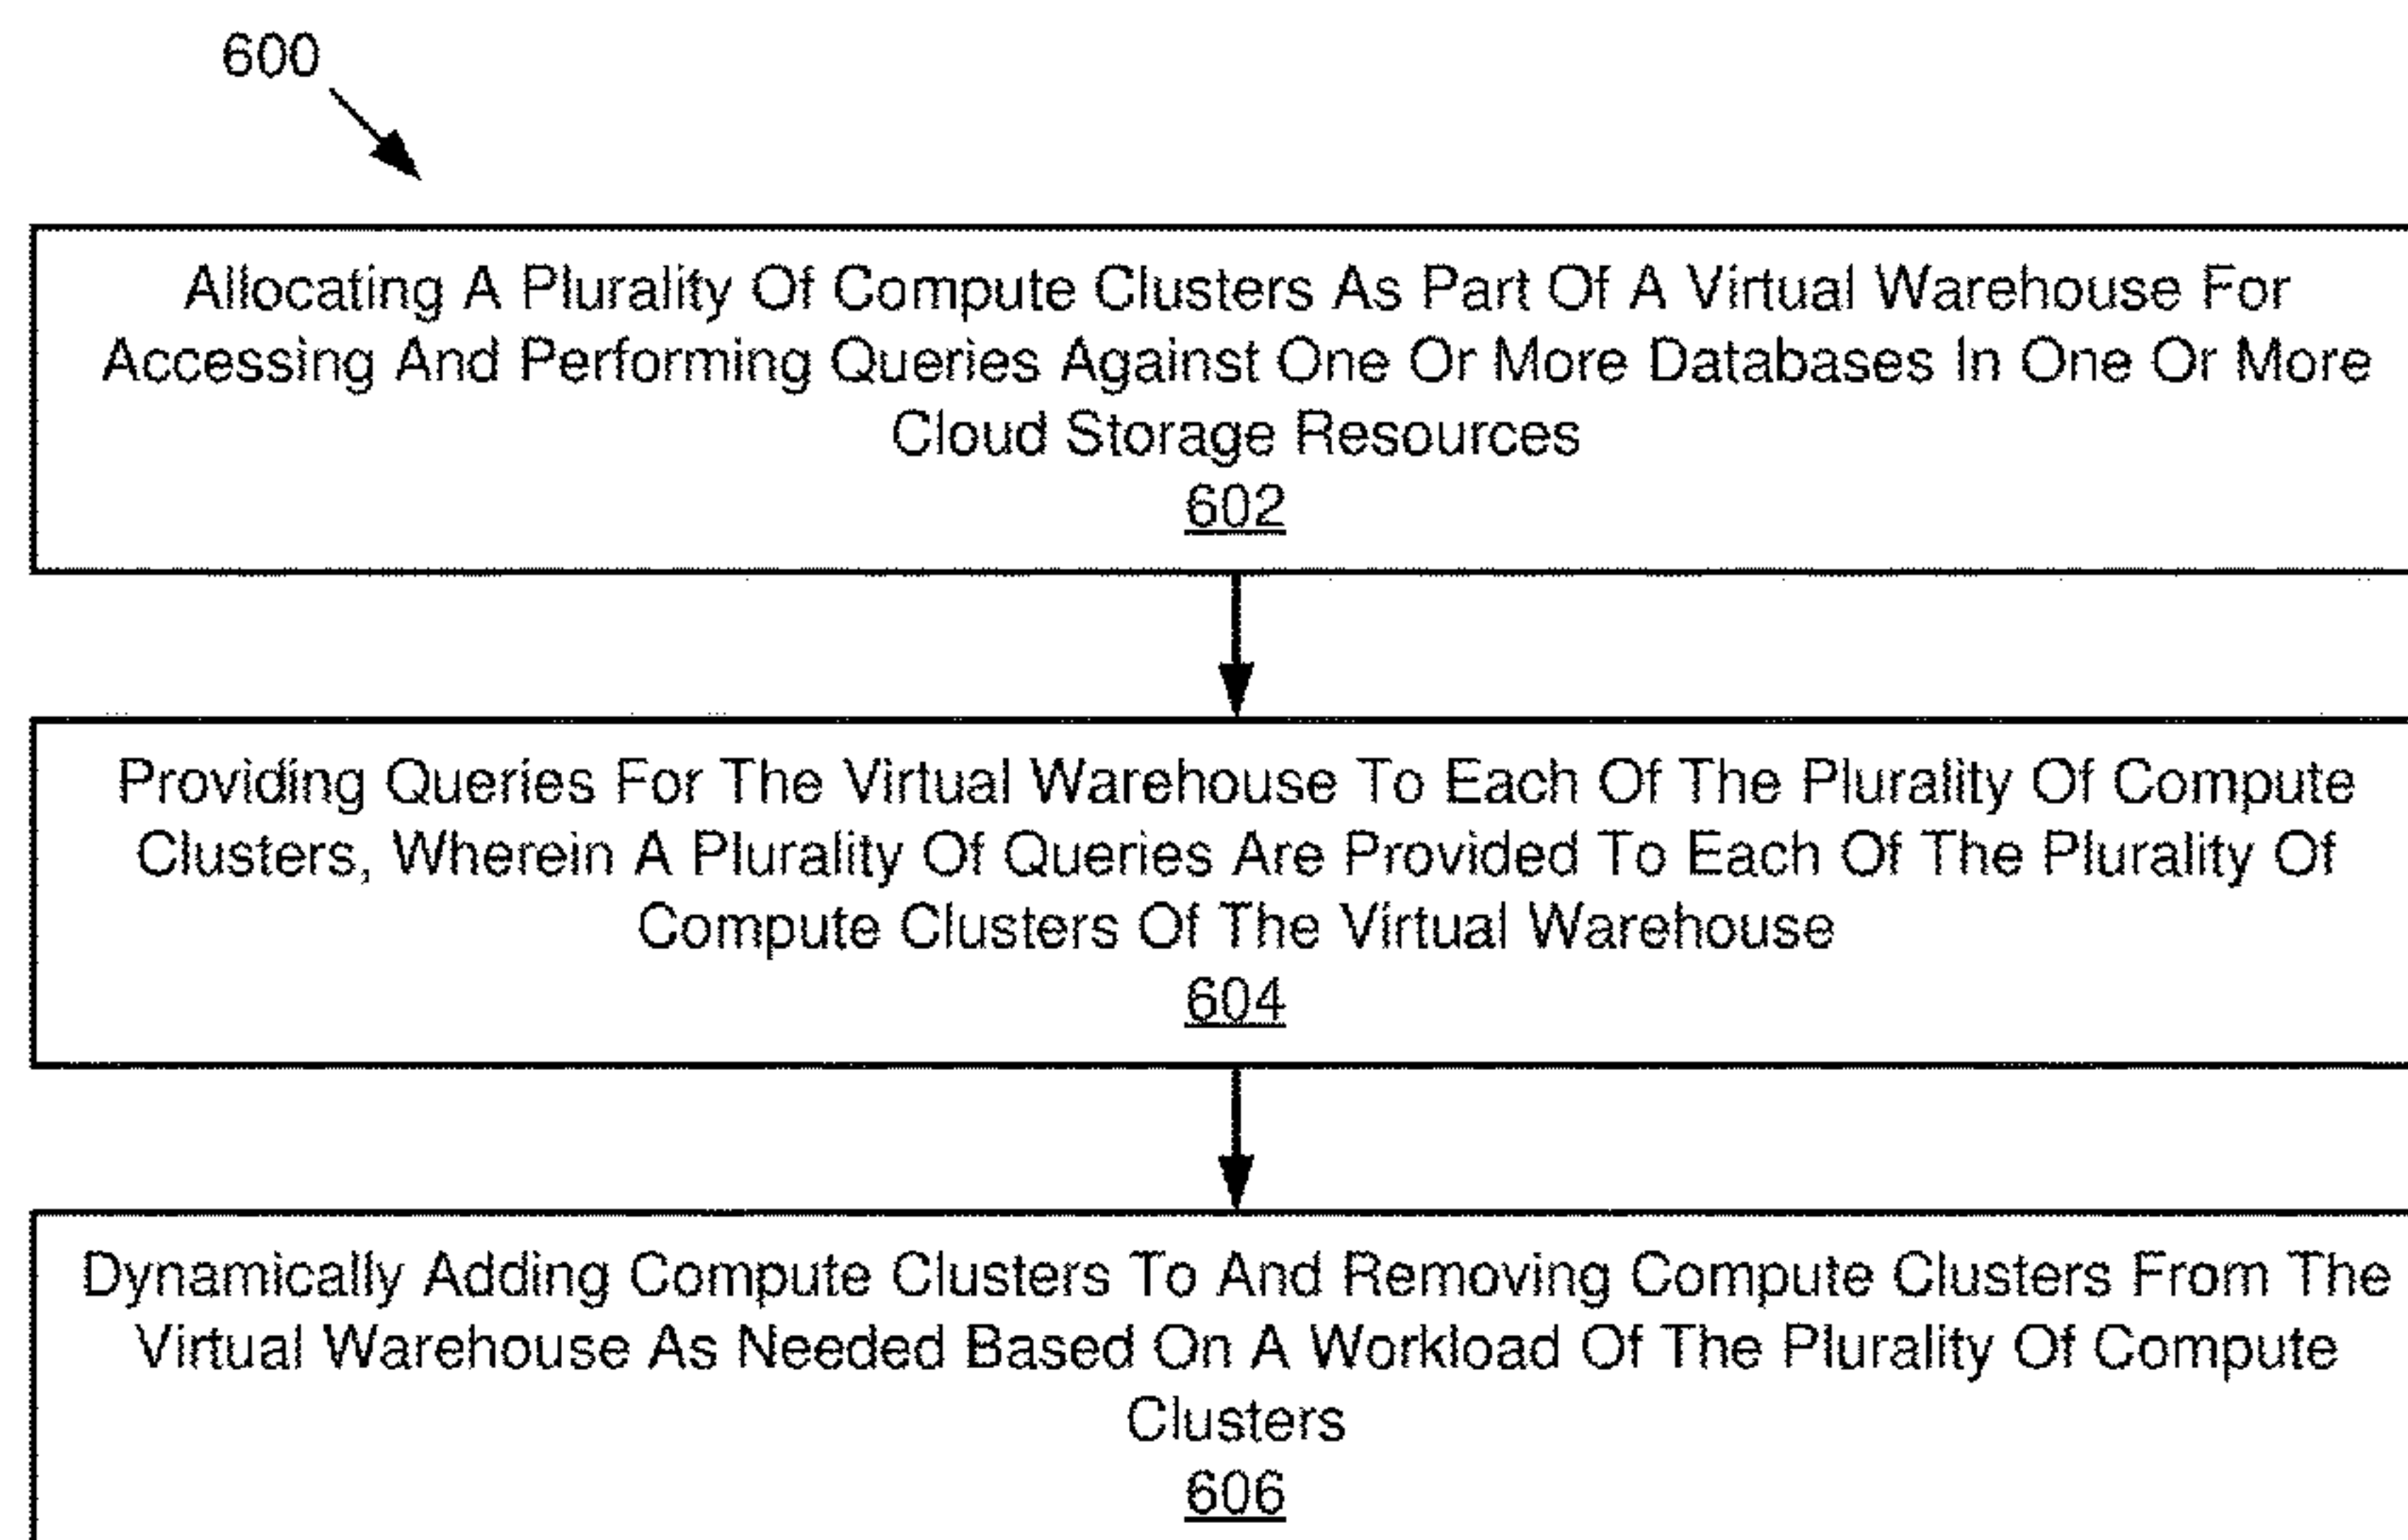 600
Allocating A Plurality Of Compute Clusters As Part Of A Virtual Warehouse For
Accessing And Performing Queries Against One Or More Databases In One Or More
Cloud Storage Resources
602
Providing Queries For The Virtual Warehouse To Each Of The Plurality Of Compute
Clusters, Wherein A Plurality Of Queries Are Provided To Each Of The Plurality Of
Compute Clusters Of The Virtual Warehouse
604
Dynamically Adding Compute Clusters To And Removing Compute Clusters From The
Virtual Warehouse As Needed Based On A Workload Of The Plurality Of Compute
Clusters
606